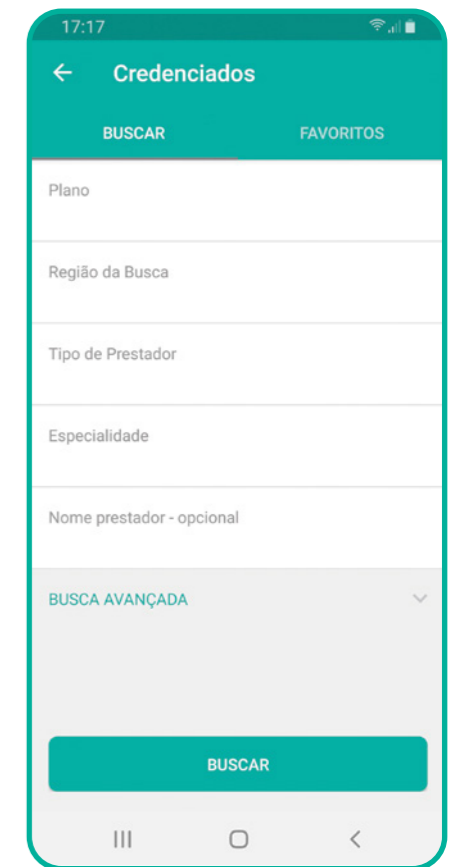 17:17
Credenciados
BUSCAR FAVORITOS
Plano
Região da Busca
Tipo de Prestador
Especialidade
Nome prestador - opcional
BUSCA AVANÇADA
BUSCAR